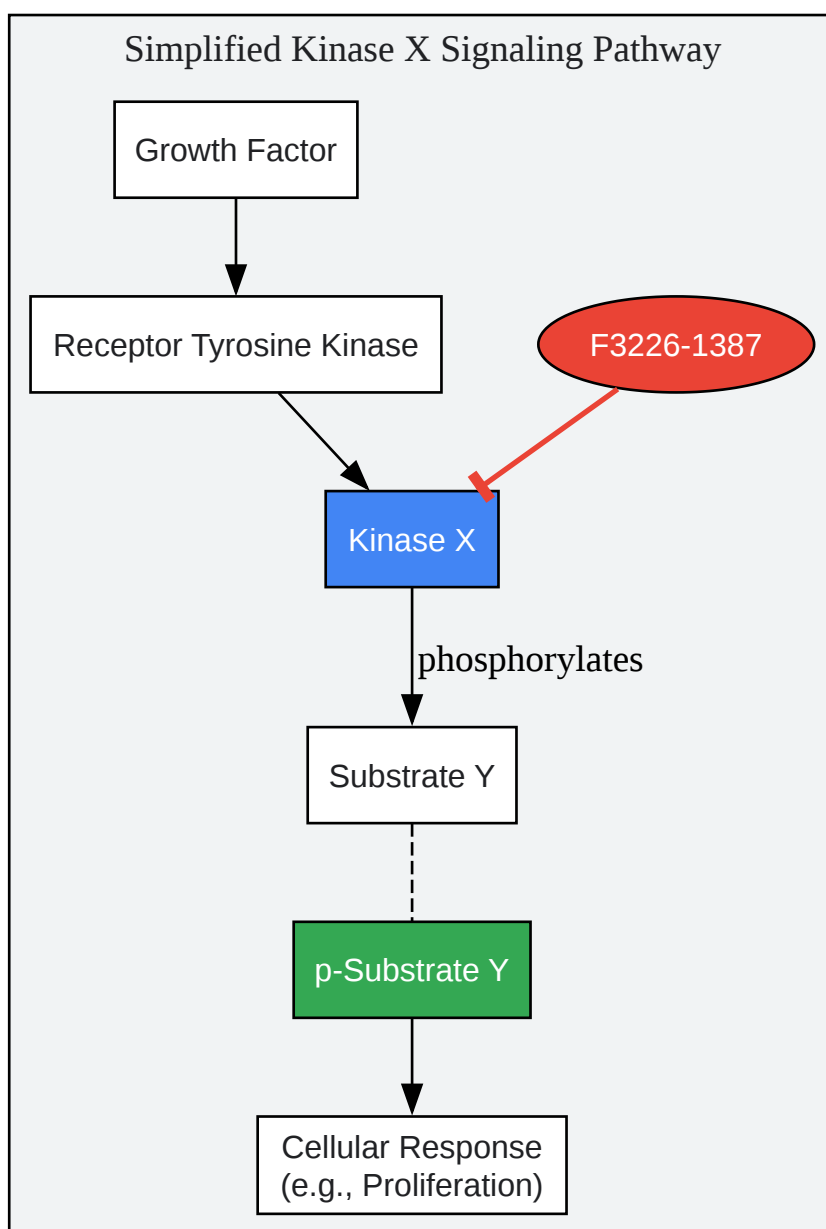 Simplified Kinase X Signaling Pathway
Growth Factor
Receptor Tyrosine Kinase
F3226-1387
Kinase X
phosphorylates
Substrate Y
p-Substrate Y
Cellular Response
(e.g., Proliferation)